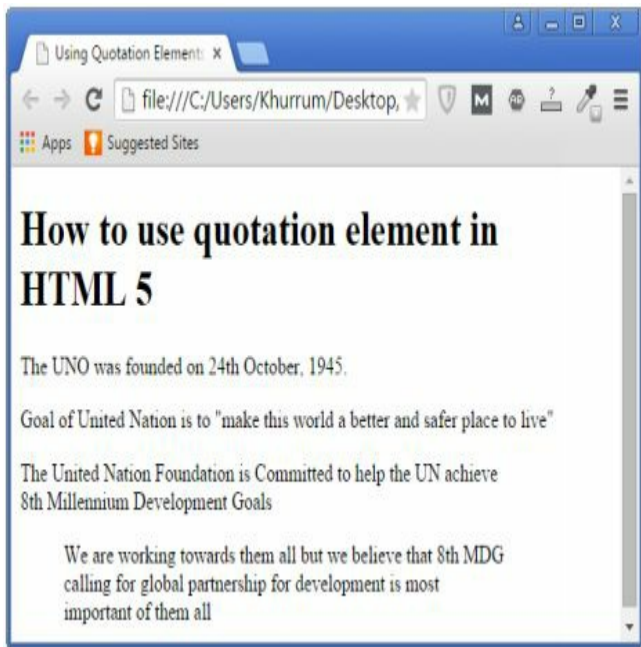 Using Quotation Element
file:///C:/Users/Khurrum/Desktop,
M
Apps
Suggested Sites
How to use quotation element in
HTML 5
The UNO was founded on 24th October, 1945.
Goal of United Nation is to "make this world a better and safer place to live"
The United Nation Foundation is Committed to help the UN achieve
8th Millennium Development Goals
We are working towards them all but we believe that 8th MDG
calling for global partnership for development is most
important of them all